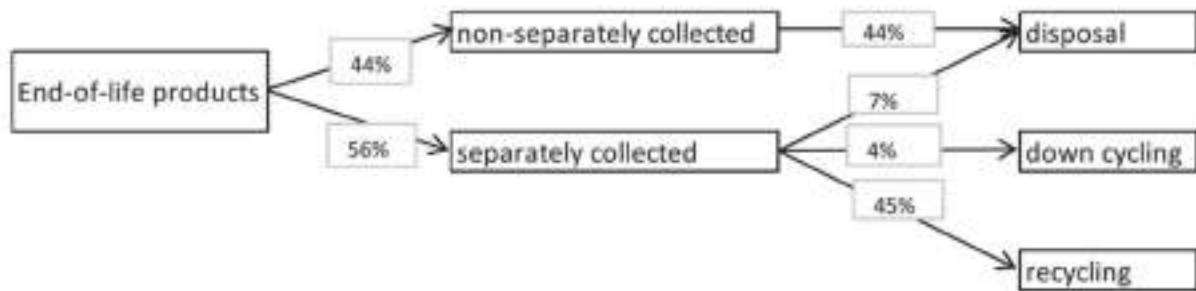 End-of-life products
44%
56%
non-separately collected
separately collected
44%
7%
4%
45%
disposal
down cycling
recycling